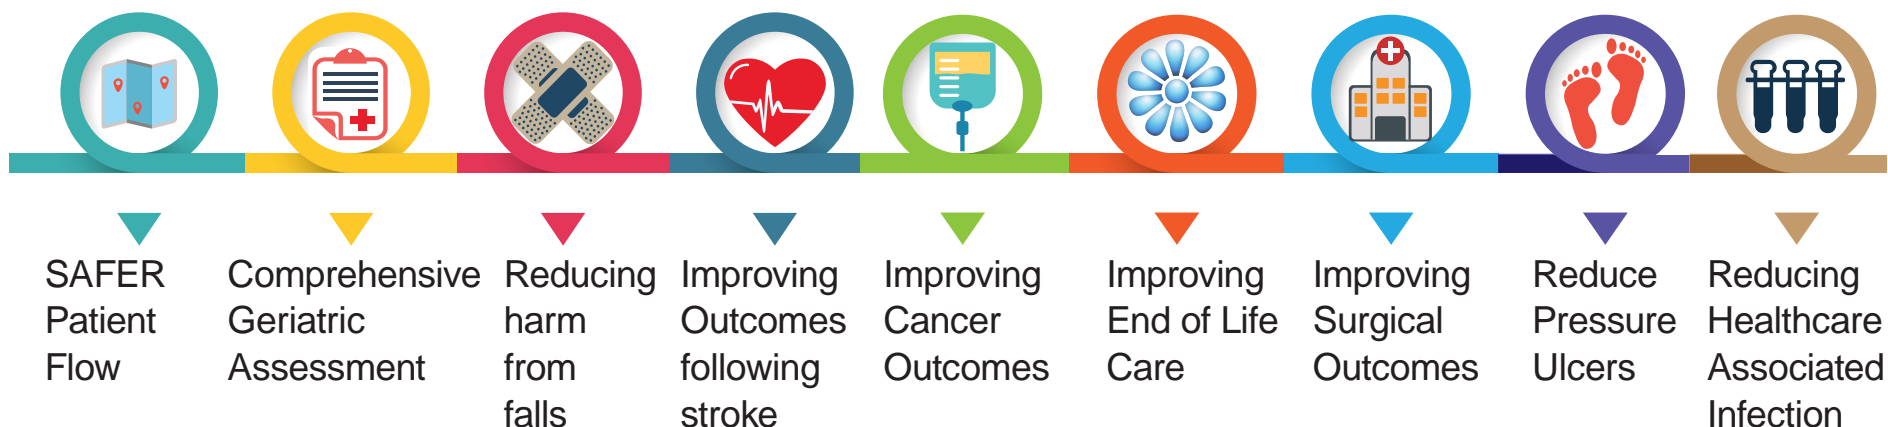 SAFER
Patient
Flow
Comprehensive
Geriatric
Assessment
Reducing
harm
from
falls
Improving
Outcomes
following
stroke
Improving
Cancer
Outcomes
Improving
End of Life
Care
Improving
Surgical
Outcomes
Reduce
Pressure
Ulcers
Reducing
Healthcare
Associated
Infection